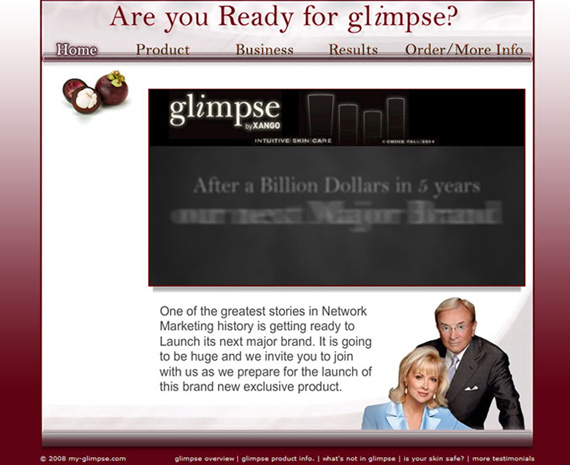 Are you Ready for glimpse?
Home Product Business Results Order/More Info
glimpse
by XANGO
INTUITIVE SKIN CARE
After a Billion Dollars in 5 years
our next Major Brand
One of the greatest stories in Network
Marketing history is getting ready to
Launch its next major brand. It is going
to be huge and we invite you to join
with us as we prepare for the launch of
this brand new exclusive product.
© 2008 my-glimpse.com glimpse overview | glimpse product info. | what's not in glimpse | is your skin safe? | more testimonials